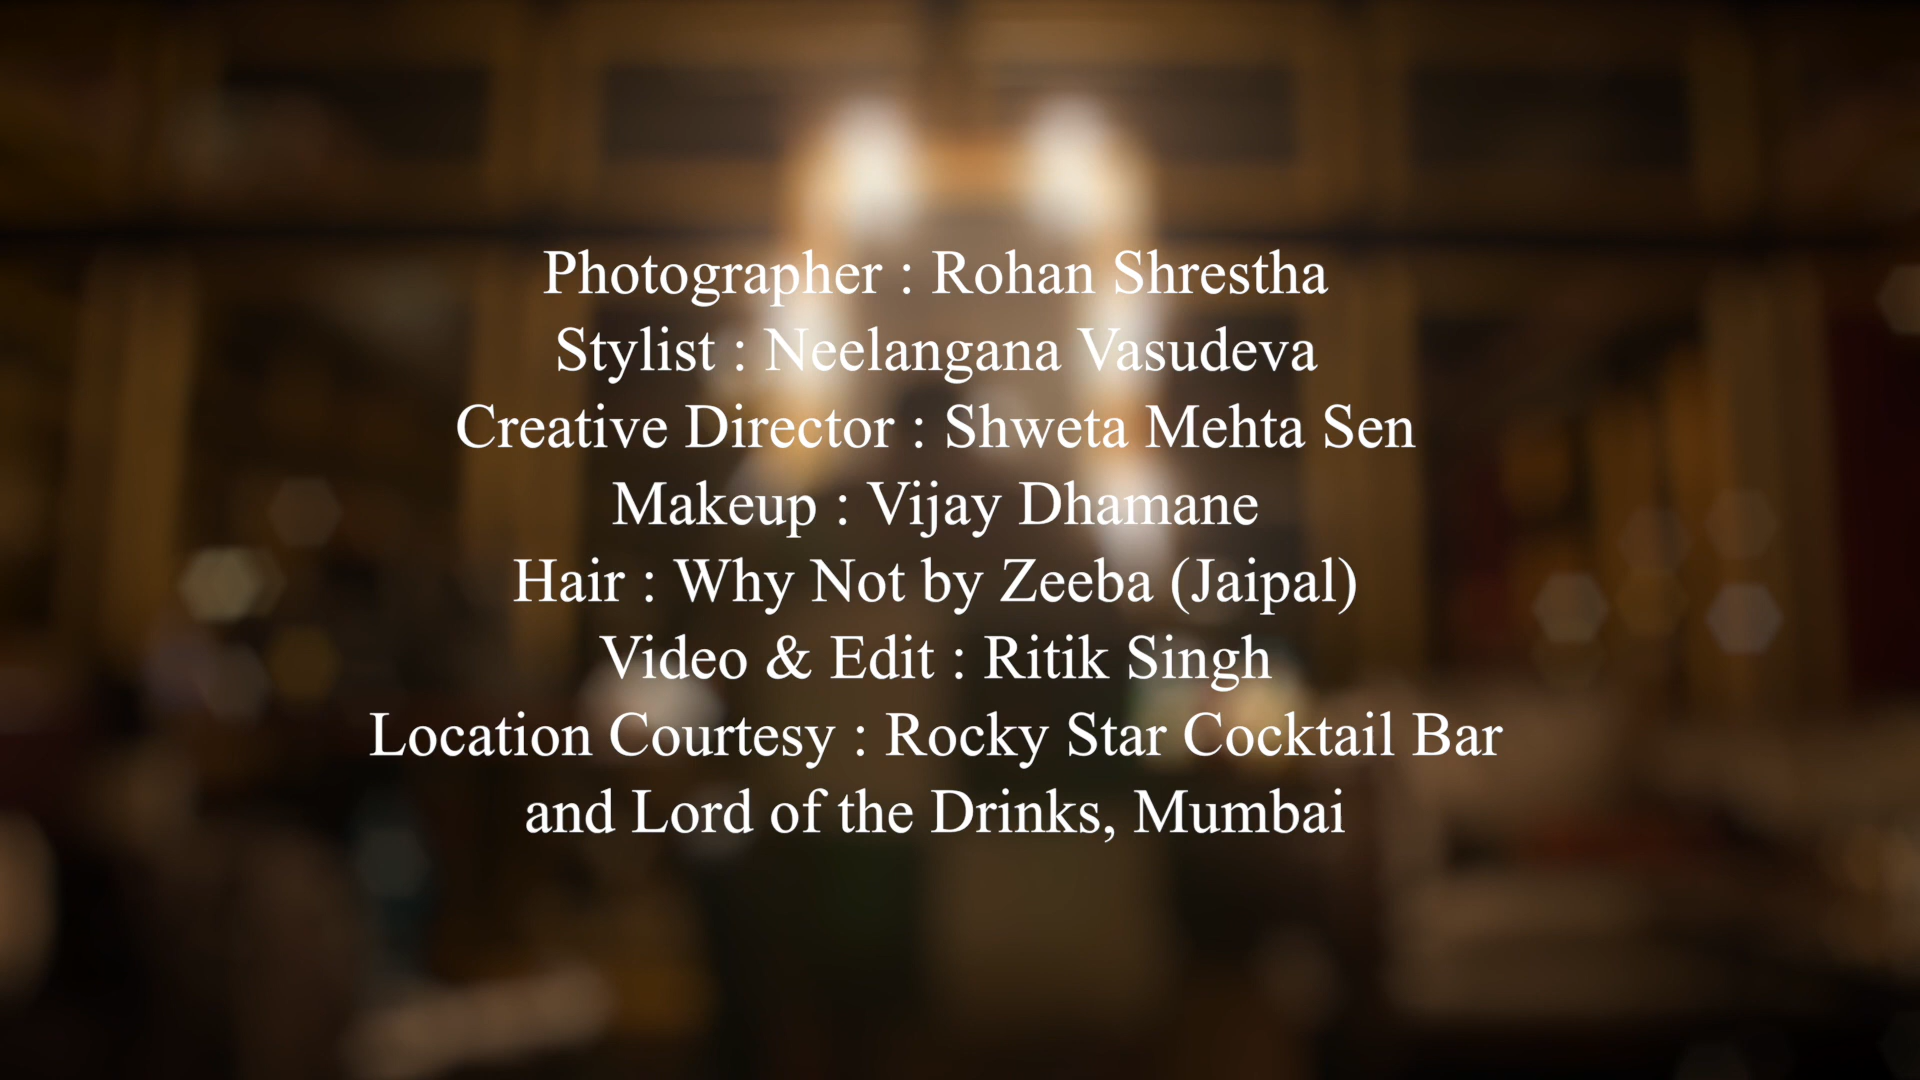 Photographer : Rohan Shrestha
Stylist : Neelangana Vasudeva
Creative Director : Shweta Mehta Sen
Makeup : Vijay Dhamane
Hair : Why Not by Zeeba (Jaipal)
Video & Edit : Ritik Singh
Location Courtesy : Rocky Star Cocktail Bar
and Lord of the Drinks, Mumbai